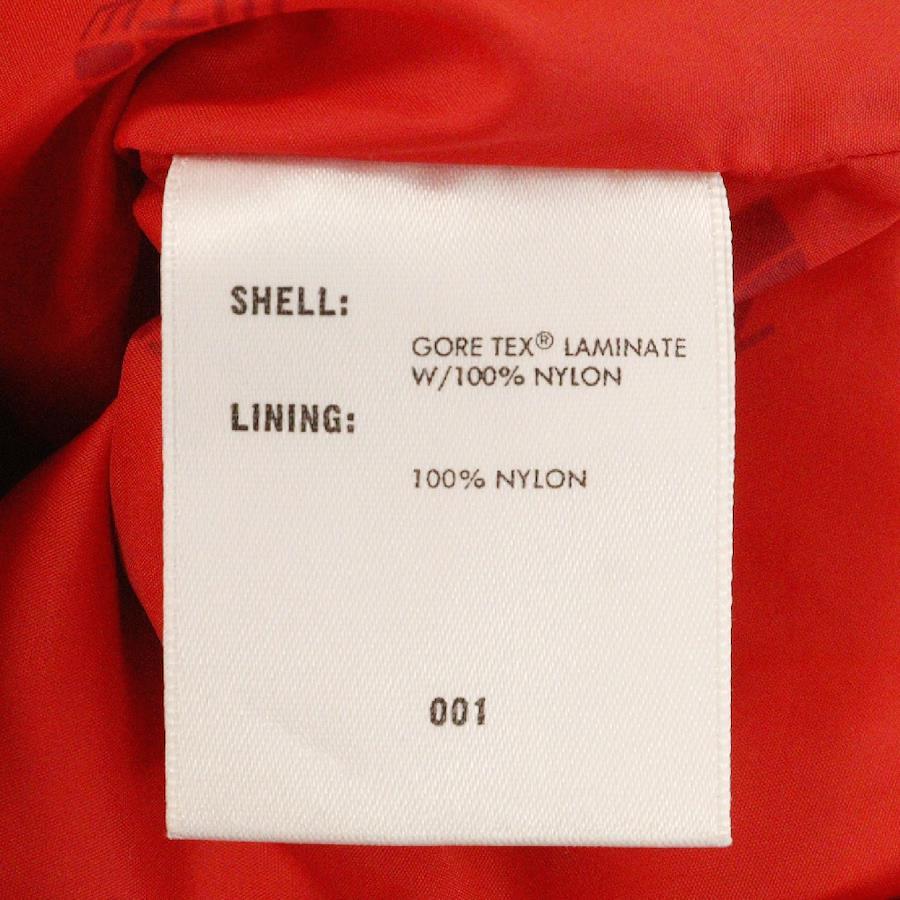 SHELL:
GORE TEX® LAMINATE
W/100% NYLON
LINING:
100% NYLON
001